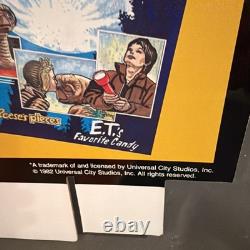 Reese's Pieces
E.T.'s
Favorite Candy
*A trademark of and licensed by Universal City Studios, Inc.
© 1982 Universal City Studios, Inc. All rights reserved.